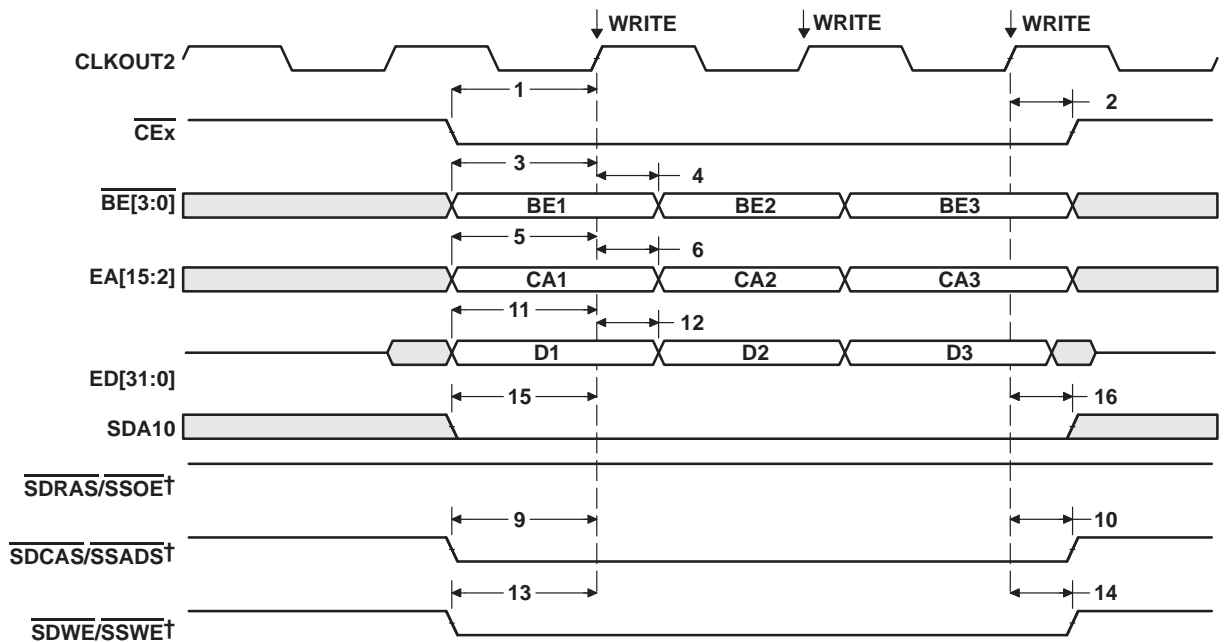 WRITE WRITE WRITE
CLKOUT2
1 2
CEx
3 4
BE[3:0] BE1 BE2 BE3
5 6
EA[15:2] CA1 CA2 CA3
11 12
D1 D2 D3
ED[31:0]
15 16
SDA10
SDRAS/SSOE†
9 10
SDCAS/SSADS†
13 14
SDWE/SSWE†